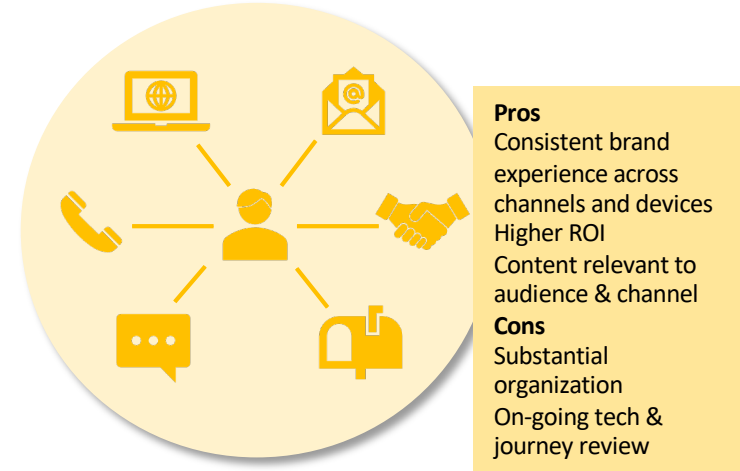 @
Pros
Consistent brand
experience across
channels and devices
Higher ROI
Content relevant to
audience & channel
Cons
Substantial
organization
On-going tech &
journey review